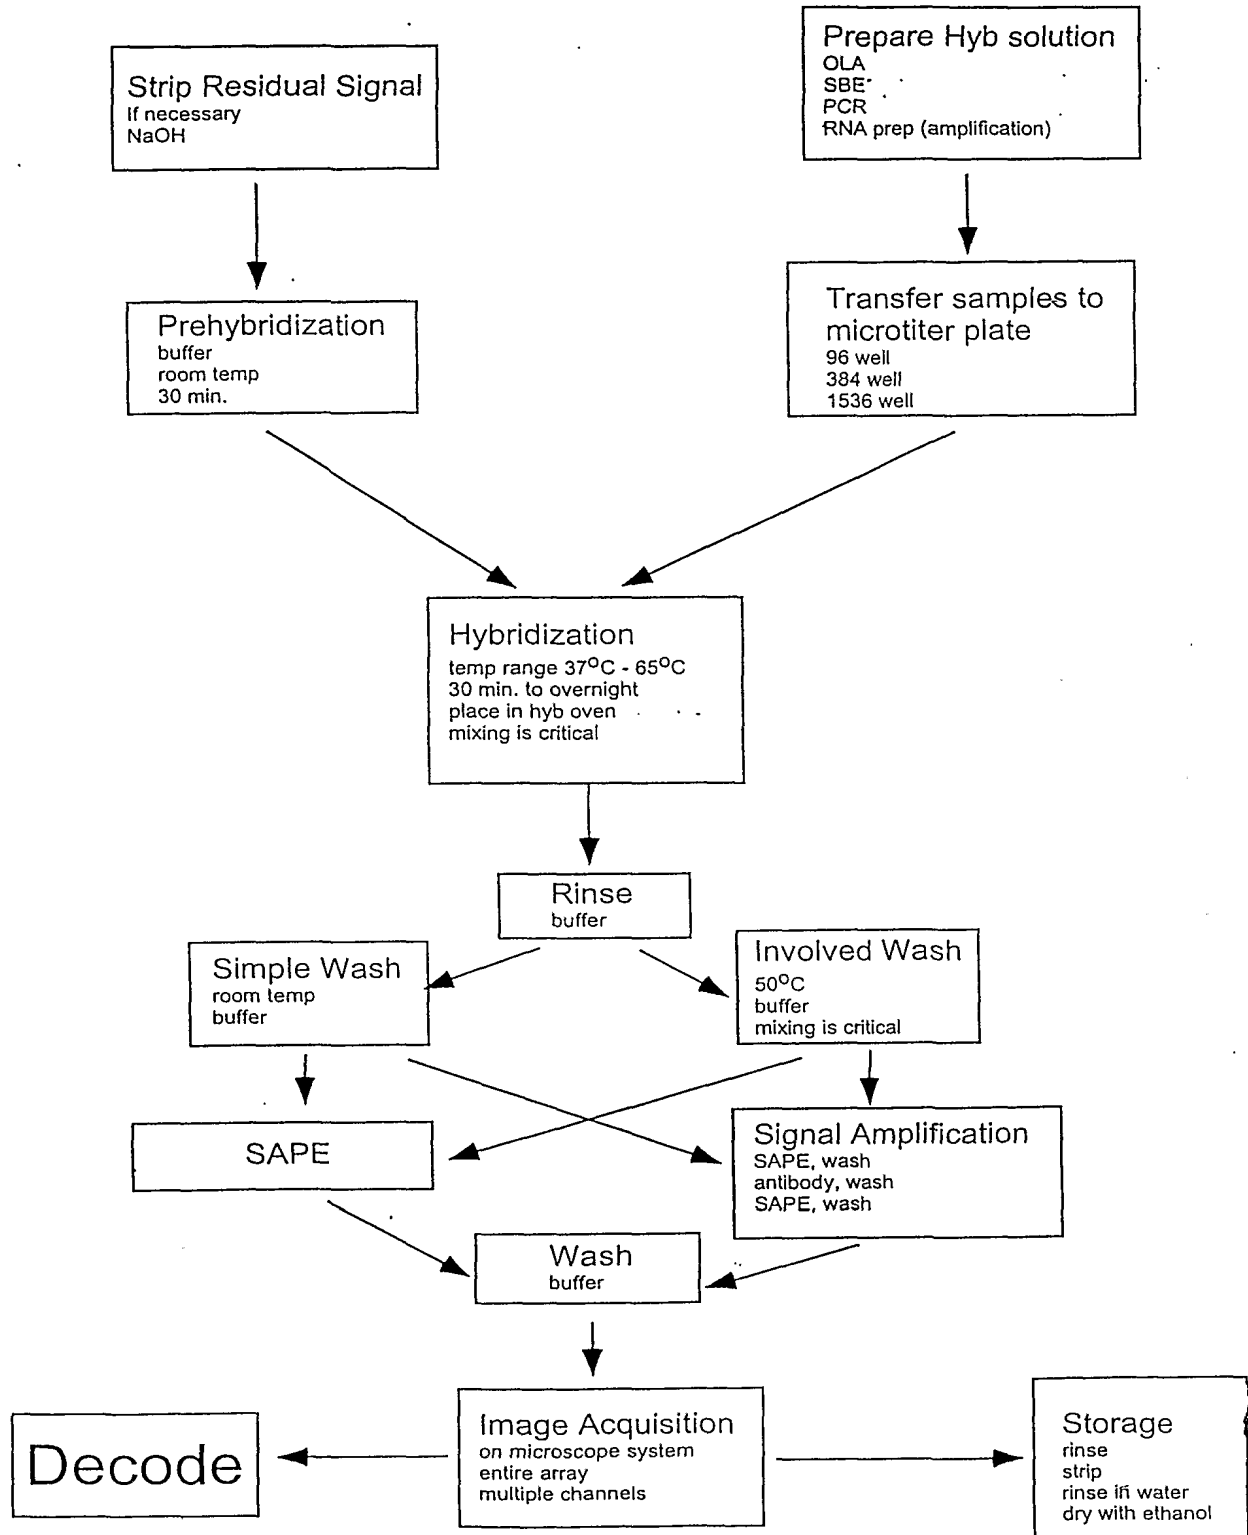 Strip Residual Signal
If necessary
NaOH
Prepare Hyb solution
OLA
SBE
PCR
RNA prep (amplification)
Prehybridization
buffer
room temp
30 min.
Transfer samples to
microtiter plate
96 well
384 well
1536 well
Hybridization
temp range 37°C - 65°C
30 min. to overnight
place in hyb oven
mixing is critical
Rinse
buffer
Simple Wash
room temp
buffer
Involved Wash
50°C
buffer
mixing is critical
SAPE
Signal Amplification
SAPE, wash
antibody, wash
SAPE, wash
Wash
buffer
Decode
Image Acquisition
on microscope system
entire array
multiple channels
Storage
rinse
strip
rinse in water
dry with ethanol